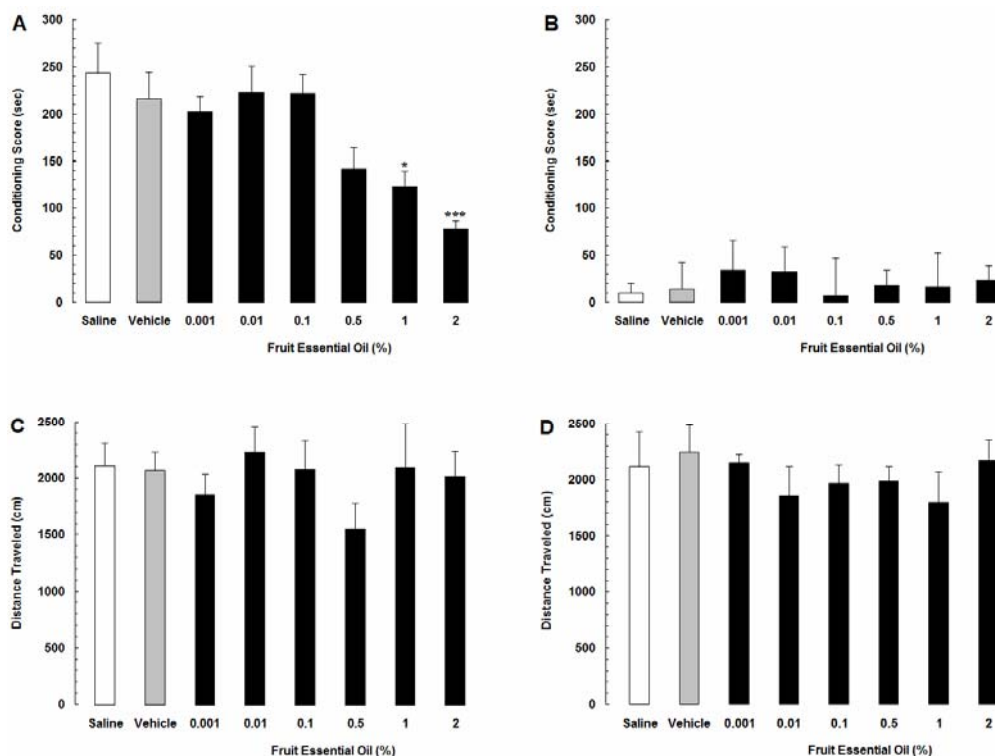 A
300
250
200
150
100
50
0
Conditioning Score (sec)
* ***
Saline Vehicle 0.001 0.01 0.1 0.5 1 2
Fruit Essential Oil (%)
B
300
250
200
150
100
50
0
Conditioning Score (sec)
Saline Vehicle 0.001 0.01 0.1 0.5 1 2
Fruit Essential Oil (%)
C
2500
2000
1500
1000
500
0
Distance Traveled (cm)
Saline Vehicle 0.001 0.01 0.1 0.5 1 2
Fruit Essential Oil (%)
D
2500
2000
1500
1000
500
0
Distance Traveled (cm)
Saline Vehicle 0.001 0.01 0.1 0.5 1 2
Fruit Essential Oil (%)